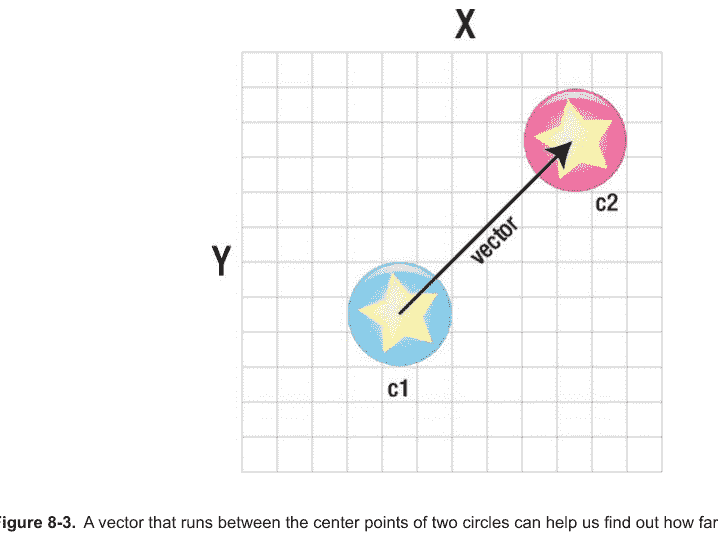 X
c2
vector
Y
c1
igure 8-3. A vector that runs between the center points of two circles can help us find out how far